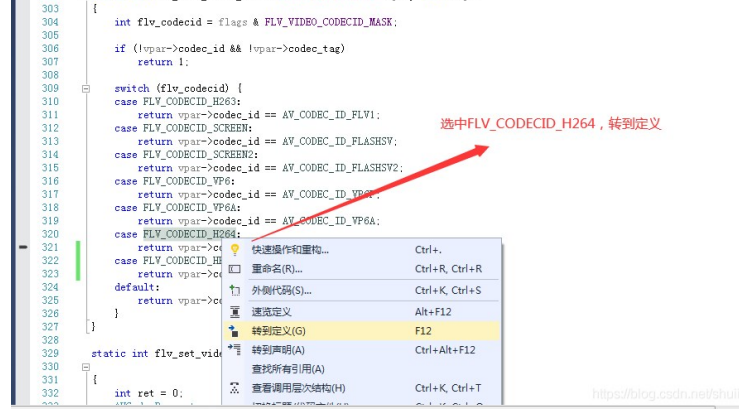 303 {
304 int flv_codecid = flags & FLV_VIDEO_CODECID_MASK;
305
306 if (!vpar->codec_id && !vpar->codec_tag)
307 return 1;
308
309 switch (flv_codecid) {
310 case FLV_CODECID_H263:
311 return vpar->codec_id == AV_CODEC_ID_FLV1;
312 case FLV_CODECID_SCREEN:
313 return vpar->codec_id == AV_CODEC_ID_FLASHSV;
选中FLV_CODECID_H264，转到定义
314 case FLV_CODECID_SCREEN2:
315 return vpar->codec_id == AV_CODEC_ID_FLASHSV2;
316 case FLV_CODECID_VP6:
317 return vpar->codec_id == AV_CODEC_ID_VP6F;
318 case FLV_CODECID_VP6A:
319 return vpar->codec_id == AV_CODEC_ID_VP6A;
320 case FLV_CODECID_H264:
321 return vpar->co
322 case FLV_CODECID_HE
323 return vpar->co
324 default:
325 return vpar->co
326 }
327 }
328
329 static int flv_set_vide
330
331 {
332 int ret = 0;
快速操作和重构... Ctrl+.
重命名(R)... Ctrl+R, Ctrl+R
外侧代码(S)... Ctrl+K, Ctrl+S
速览定义 Alt+F12
转到定义(G) F12
转到声明(A) Ctrl+Alt+F12
查找所有引用(A)
查看调用层次结构(H) Ctrl+K, Ctrl+T
https://blog.csdn.net/shui